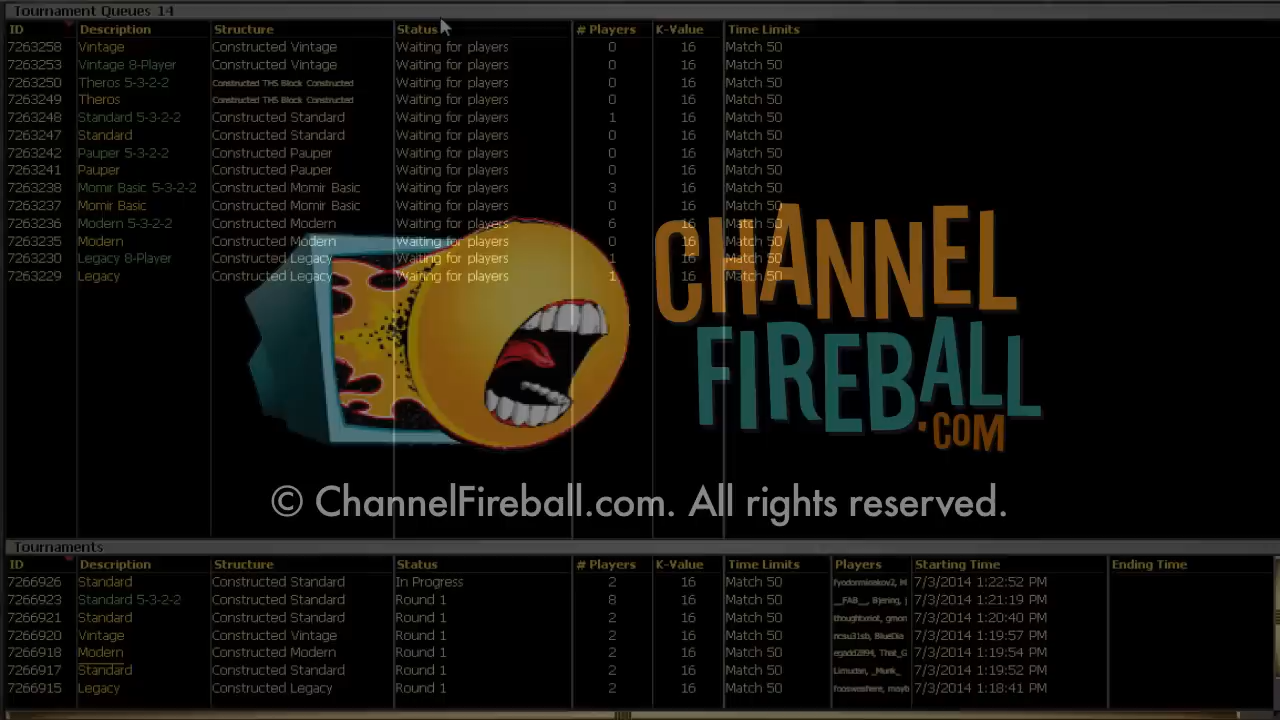 Tournament Queues 14
ID Description Structure Status # Players K-Value Time Limits
7263258 Vintage Constructed Vintage Waiting for players 0 16 Match 50
7263253 Vintage 8-Player Constructed Vintage Waiting for players 0 16 Match 50
7263250 Theros 5-3-2-2 Constructed THS Block Constructed Waiting for players 0 16 Match 50
7263249 Theros Constructed THS Block Constructed Waiting for players 0 16 Match 50
7263248 Standard 5-3-2-2 Constructed Standard Waiting for players 1 16 Match 50
7263247 Standard Constructed Standard Waiting for players 0 16 Match 50
7263242 Pauper 5-3-2-2 Constructed Pauper Waiting for players 0 16 Match 50
7263241 Pauper Constructed Pauper Waiting for players 0 16 Match 50
7263238 Momir Basic 5-3-2-2 Constructed Momir Basic Waiting for players 3 16 Match 50
7263237 Momir Basic Constructed Momir Basic Waiting for players 0 16 Match 50
7263236 Modern 5-3-2-2 Constructed Modern Waiting for players 6 16 Match 50
7263235 Modern Constructed Modern Waiting for players 0 16 Match 50
7263230 Legacy 8-Player Constructed Legacy Waiting for players 1 16 Match 50
7263229 Legacy Constructed Legacy Waiting for players 1 16 Match 50
CHANNEL
FIREBALL
.COM
© ChannelFireball.com. All rights reserved.
Tournaments
ID Description Structure Status # Players K-Value Time Limits Players Starting Time Ending Time
7266926 Standard Constructed Standard In Progress 2 16 Match 50 7/3/2014 1:22:52 PM
7266923 Standard 5-3-2-2 Constructed Standard Round 1 8 16 Match 50 __FAB__, Bjering, 7/3/2014 1:21:19 PM
7266921 Standard Constructed Standard Round 1 2 16 Match 50 7/3/2014 1:20:40 PM
7266920 Vintage Constructed Vintage Round 1 2 16 Match 50 ncsu31sb, BlueDia 7/3/2014 1:19:57 PM
7266918 Modern Constructed Modern Round 1 2 16 Match 50 egadd2894, That_G 7/3/2014 1:19:54 PM
7266917 Standard Constructed Standard Round 1 2 16 Match 50 7/3/2014 1:19:52 PM
7266915 Legacy Constructed Legacy Round 1 2 16 Match 50 7/3/2014 1:18:41 PM